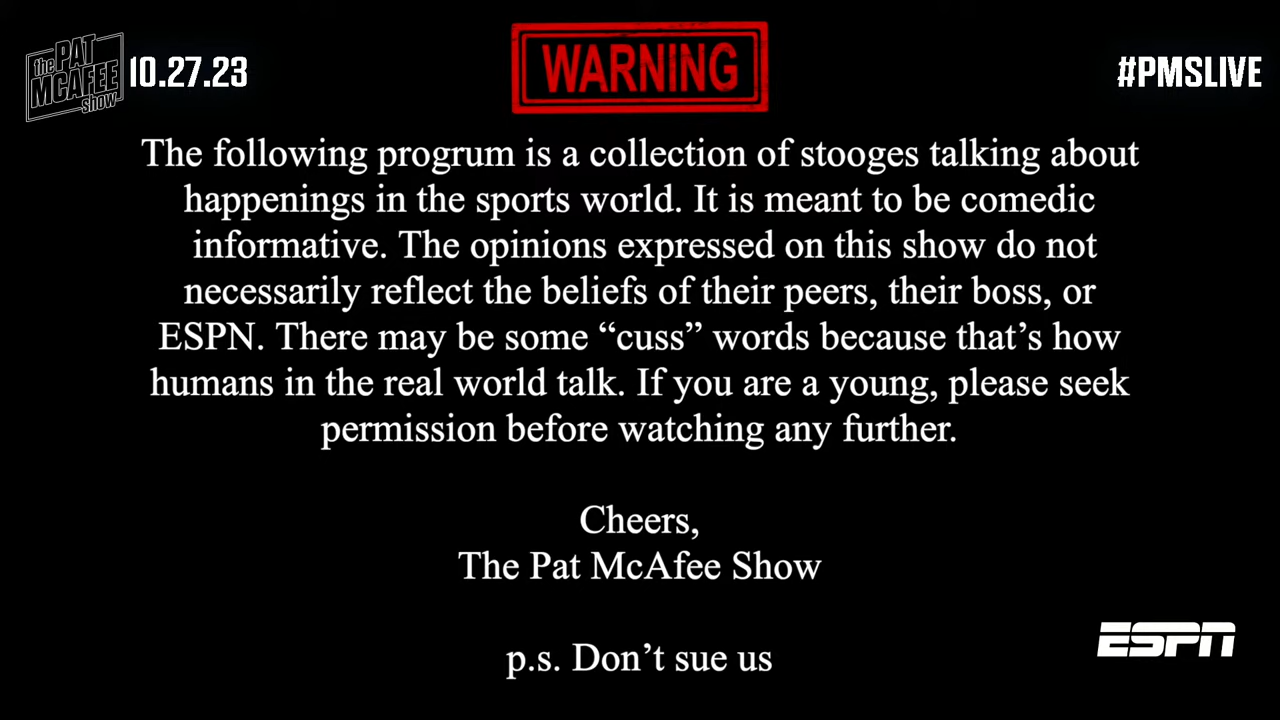 the
PAT
MCAFEE
show
10.27.23
WARNING
#PMSLIVE
The following progrum is a collection of stooges talking about
happenings in the sports world. It is meant to be comedic
informative. The opinions expressed on this show do not
necessarily reflect the beliefs of their peers, their boss, or
ESPN. There may be some “cuss” words because that’s how
humans in the real world talk. If you are a young, please seek
permission before watching any further.
Cheers,
The Pat McAfee Show
ESPN
p.s. Don’t sue us